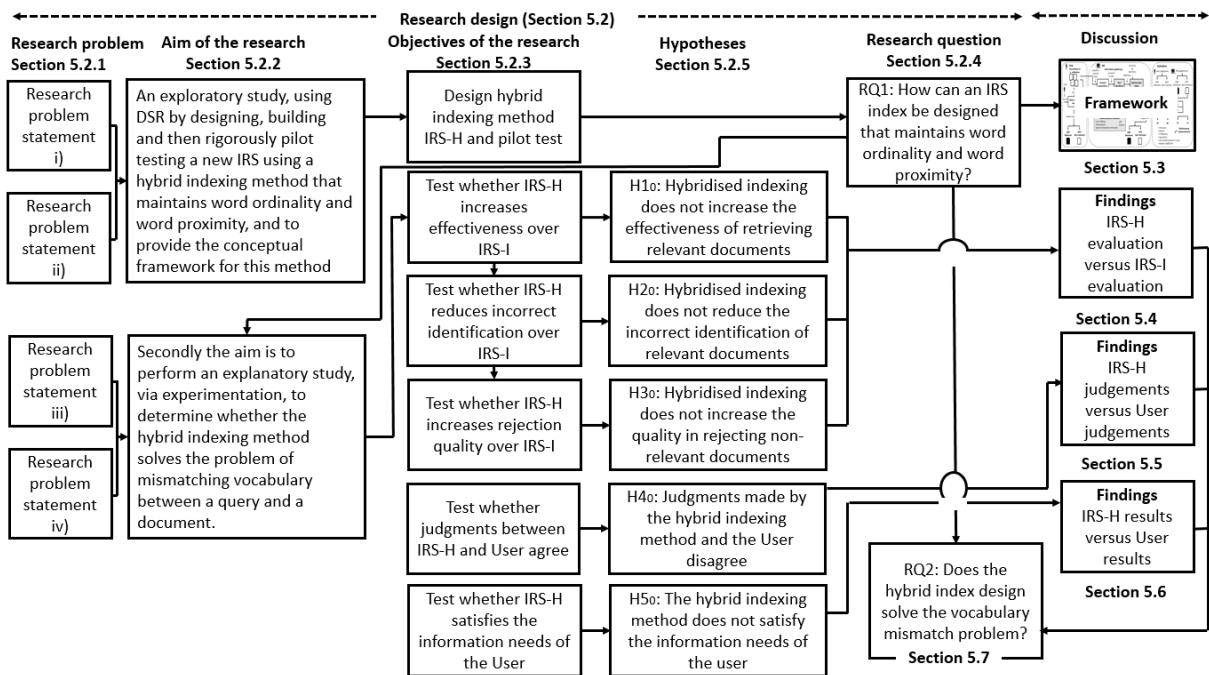 Research design (Section 5.2)
Research problem
Section 5.2.1
Aim of the research
Section 5.2.2
Objectives of the research
Section 5.2.3
Hypotheses
Section 5.2.5
Research question
Section 5.2.4
Discussion
Research
problem
statement
i)
Research
problem
statement
ii)
An exploratory study, using
DSR by designing, building
and then rigorously pilot
testing a new IRS using a
hybrid indexing method that
maintains word ordinality and
word proximity, and to
provide the conceptual
framework for this method
Research
problem
statement
iii)
Research
problem
statement
iv)
Secondly the aim is to
perform an explanatory study,
via experimentation, to
determine whether the
hybrid indexing method
solves the problem of
mismatching vocabulary
between a query and a
document.
Design hybrid
indexing method
IRS-H and pilot test
Test whether IRS-H
increases
effectiveness over
IRS-I
Test whether IRS-H
reduces incorrect
identification over
IRS-I
Test whether IRS-H
increases rejection
quality over IRS-I
Test whether
judgments between
IRS-H and User agree
Test whether IRS-H
satisfies the
information needs of
the User
H1₀: Hybridised indexing
does not increase the
effectiveness of retrieving
relevant documents
H2₀: Hybridised indexing
does not reduce the
incorrect identification of
relevant documents
H3₀: Hybridised indexing
does not increase the
quality in rejecting non-
relevant documents
H4₀: Judgments made by
the hybrid indexing
method and the User
disagree
H5₀: The hybrid indexing
method does not satisfy
the information needs of
the user
RQ1: How can an IRS
index be designed
that maintains word
ordinality and word
proximity?
RQ2: Does the
hybrid index design
solve the vocabulary
mismatch problem?
Section 5.7
Framework
Section 5.3
Findings
IRS-H
evaluation
versus IRS-I
evaluation
Section 5.4
Findings
IRS-H
judgements
versus User
judgements
Section 5.5
Findings
IRS-H results
versus User
results
Section 5.6